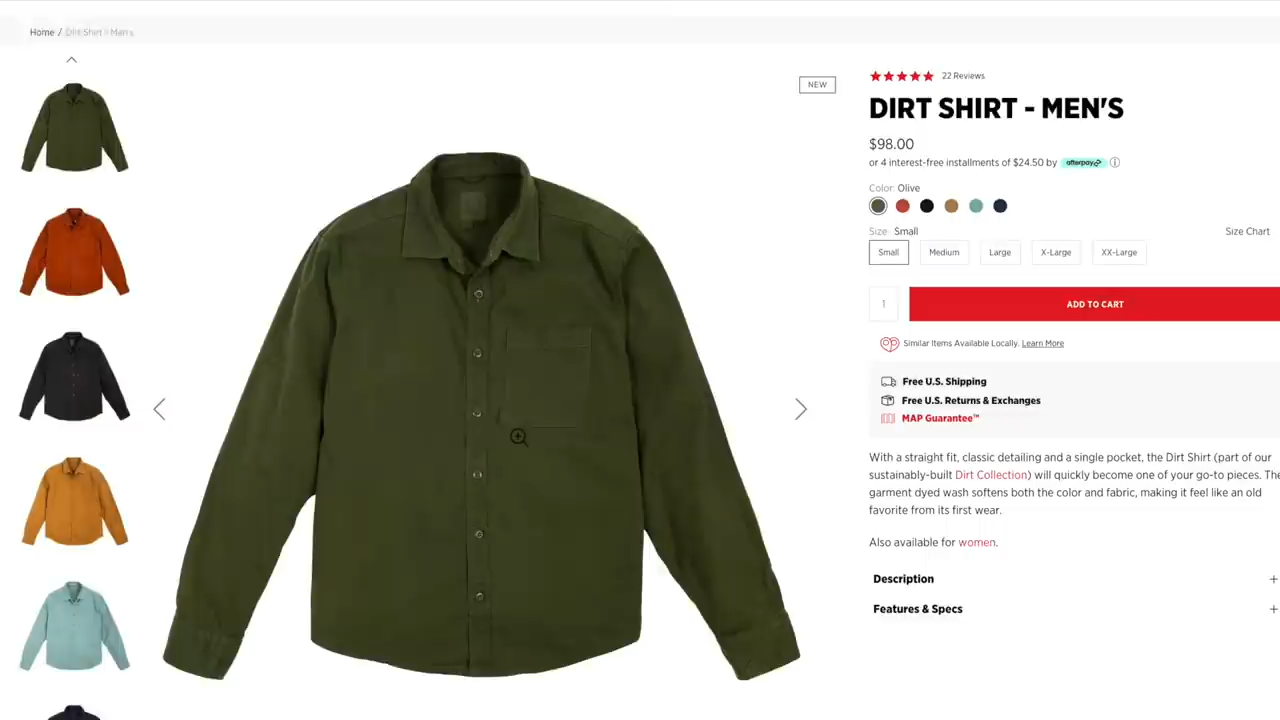 Home / Dirt Shirt - Men's
NEW
22 Reviews
DIRT SHIRT - MEN'S
$98.00
or 4 interest-free installments of $24.50 by afterpay
Color: Olive
Size: Small
Size Chart
Small
Medium
Large
X-Large
XX-Large
1
ADD TO CART
Similar Items Available Locally. Learn More
Free U.S. Shipping
Free U.S. Returns & Exchanges
MAP Guarantee™
With a straight fit, classic detailing and a single pocket, the Dirt Shirt (part of our
sustainably-built Dirt Collection) will quickly become one of your go-to pieces. The
garment dyed wash softens both the color and fabric, making it feel like an old
favorite from its first wear.
Also available for women.
Description
Features & Specs